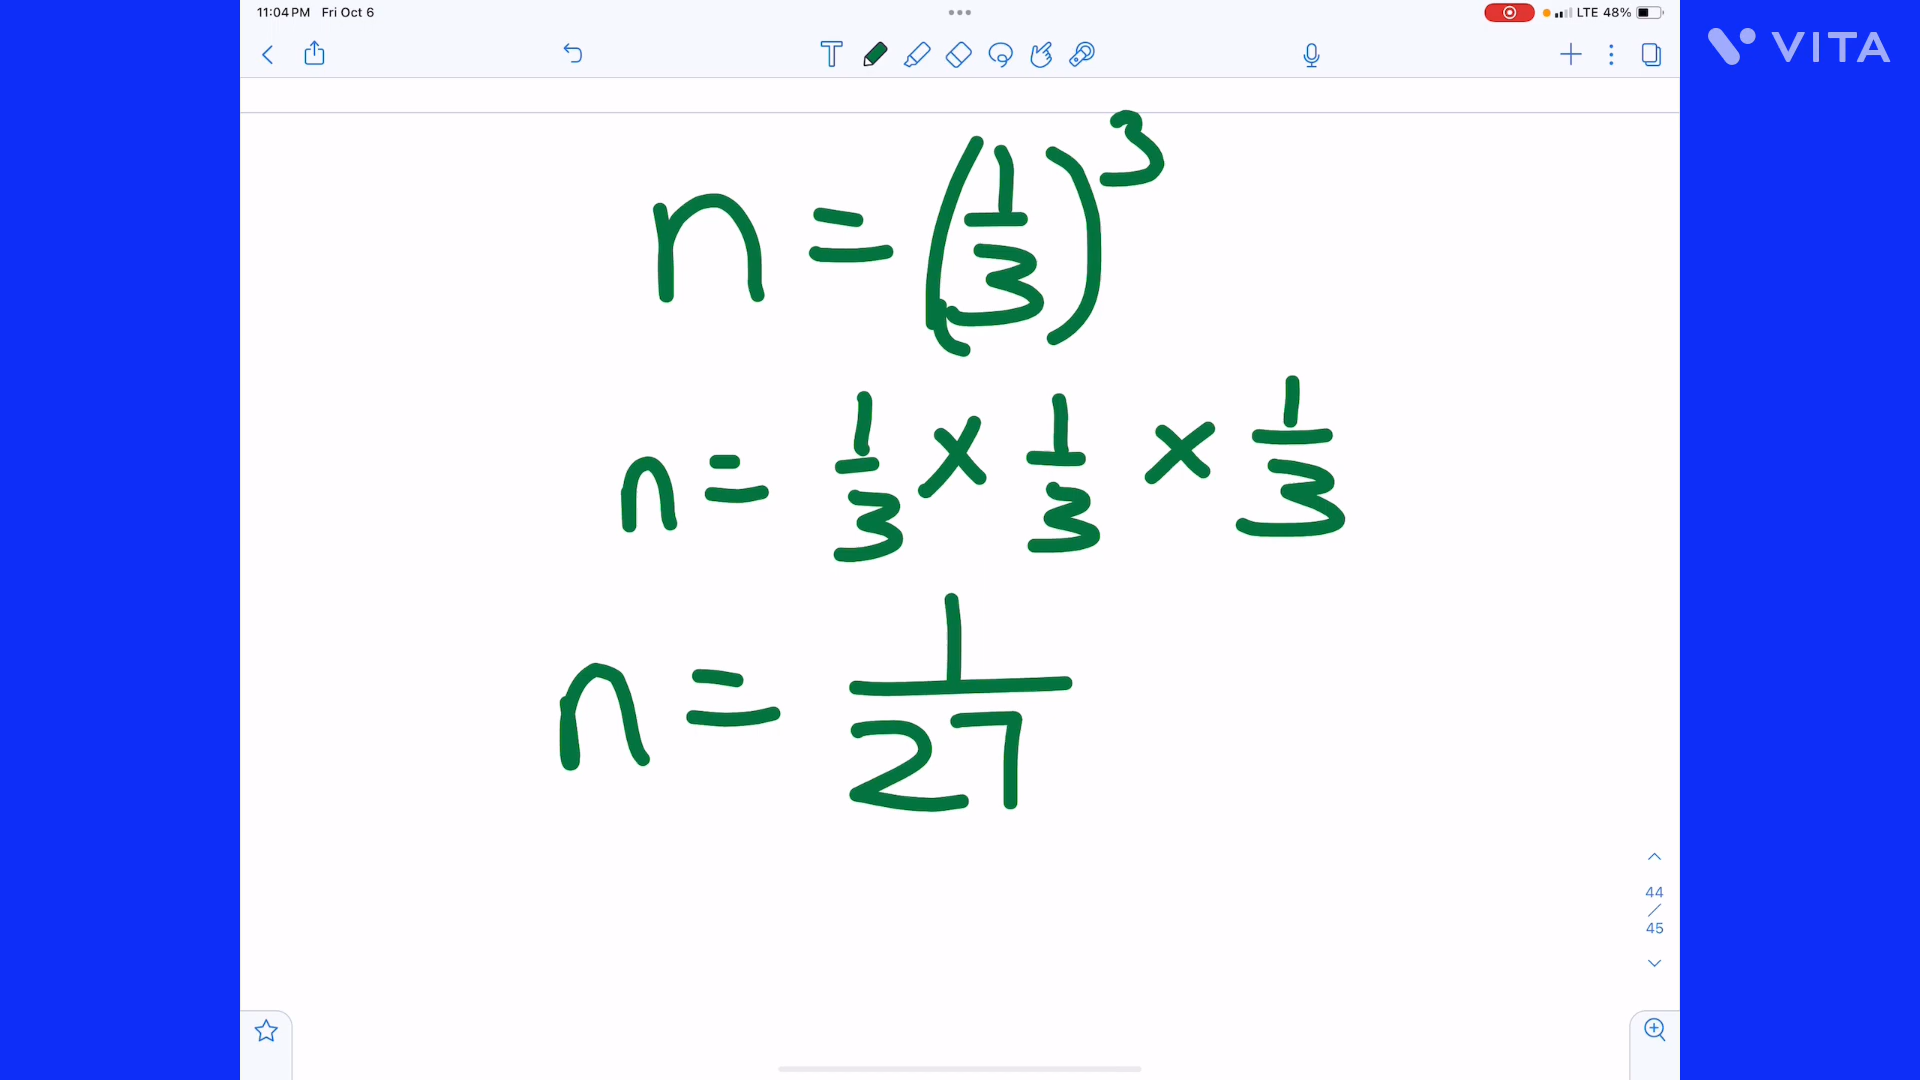 11:04 PM Fri Oct 6
LTE 48%
VITA
T
n = (1/3)³
n = 1/3 × 1/3 × 1/3
n = 1/27
44
/
45